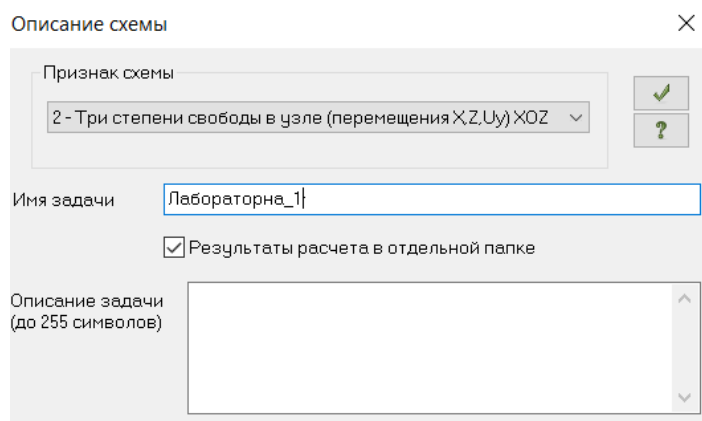 Описание схемы
Признак схемы
2 - Три степени свободы в узле (перемещения X,Z,Uy) XOZ
?
Имя задачи
Лабораторна_1
Результаты расчета в отдельной папке
Описание задачи
(до 255 символов)